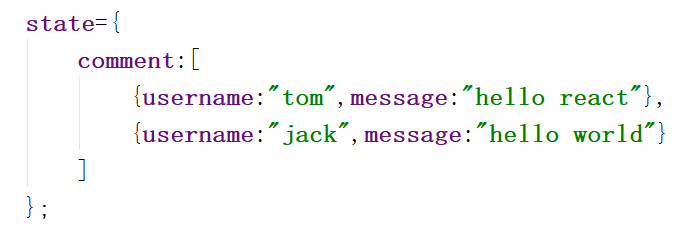 state={
comment:[
{username:"tom",message:"hello react"},
{username:"jack",message:"hello world"}
]
};